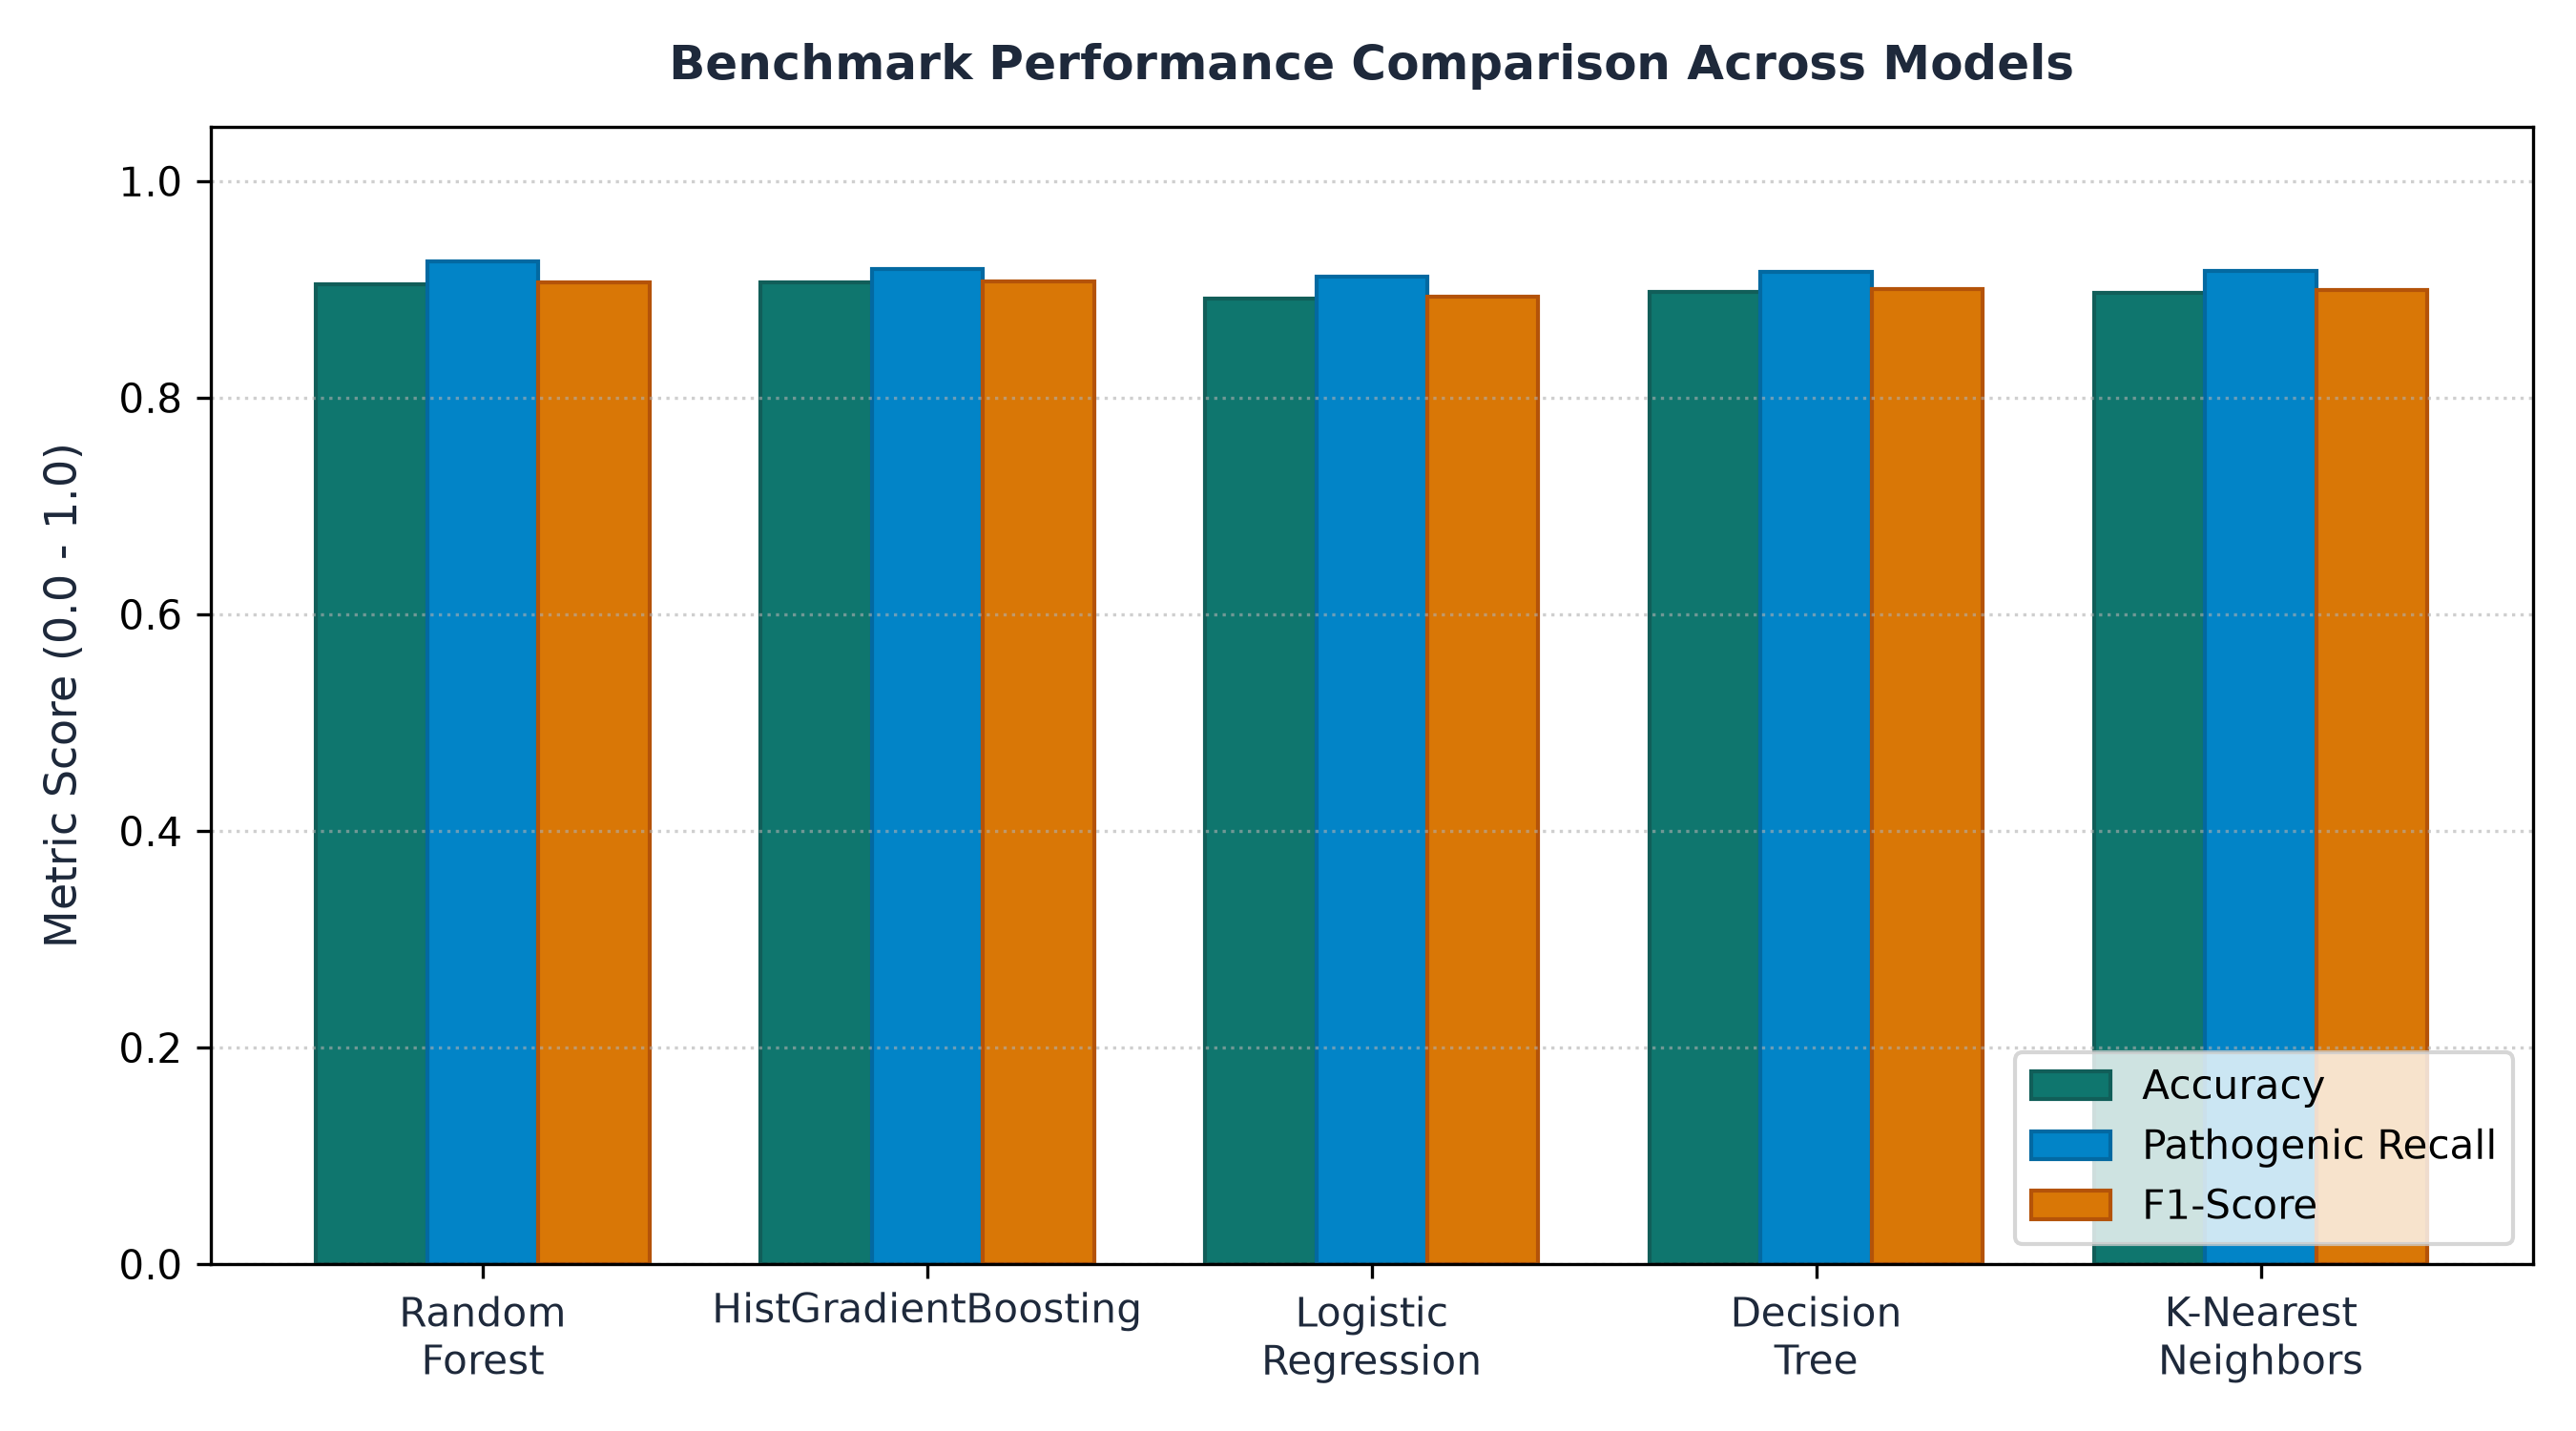 Benchmark Performance Comparison Across Models
Metric Score (0.0 - 1.0)
1.0
0.8
0.6
0.4
0.2
0.0
Accuracy
Pathogenic Recall
F1-Score
Random
Forest
HistGradientBoosting
Logistic
Regression
Decision
Tree
K-Nearest
Neighbors